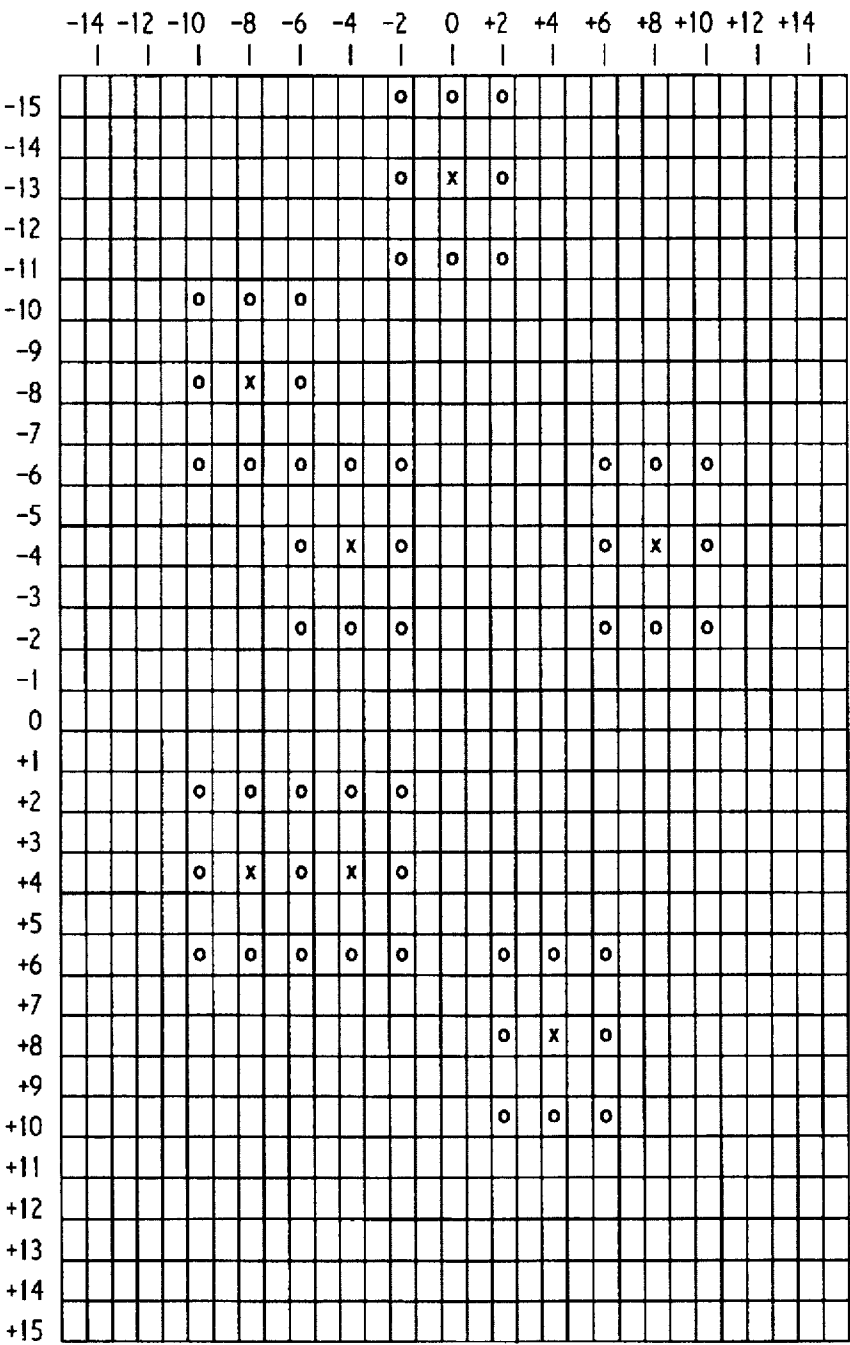 -14 -12 -10 -8 -6 -4 -2 0 +2 +4 +6 +8 +10 +12 +14
-15 o o o
-14
-13 o x o
-12
-11 o o o
-10 o o o
-9
-8 o x o
-7
-6 o o o o o o o o
-5
-4 o x o o x o
-3
-2 o o o o o o
-1
0
+1
+2 o o o o o
+3
+4 o x o x o
+5
+6 o o o o o o o o
+7
+8 o x o
+9
+10 o o o
+11
+12
+13
+14
+15